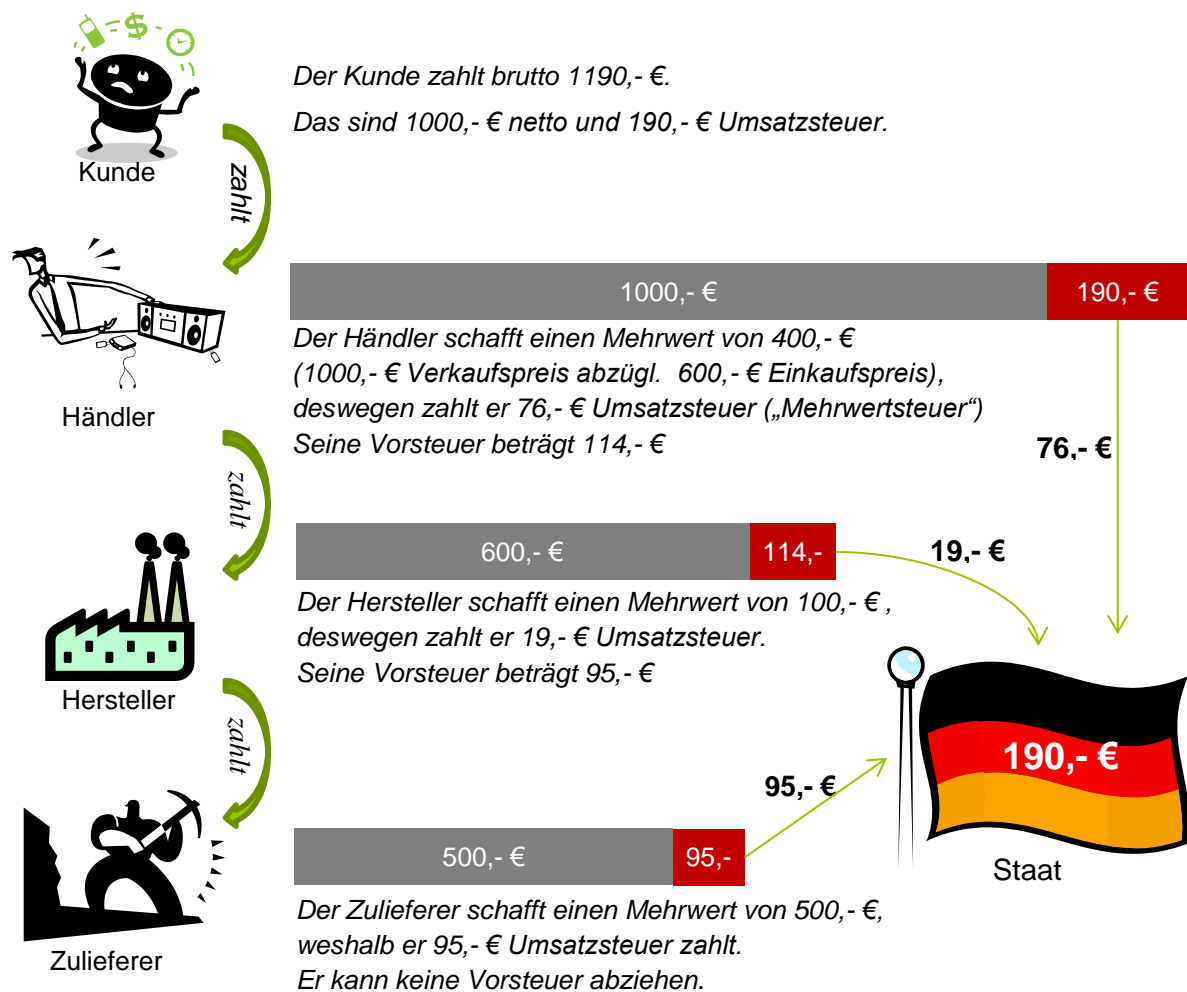 $
Der Kunde zahlt brutto 1190,- €.
Das sind 1000,- € netto und 190,- € Umsatzsteuer.
Kunde
zahlt
1000,- €
190,- €
Der Händler schafft einen Mehrwert von 400,- €
(1000,- € Verkaufspreis abzügl. 600,- € Einkaufspreis),
deswegen zahlt er 76,- € Umsatzsteuer („Mehrwertsteuer“)
Seine Vorsteuer beträgt 114,- €
Händler
76,- €
zahlt
600,- €
114,-
19,- €
Der Hersteller schafft einen Mehrwert von 100,- € ,
deswegen zahlt er 19,- € Umsatzsteuer.
Seine Vorsteuer beträgt 95,- €
Hersteller
zahlt
190,- €
95,- €
500,- €
95,-
Staat
Der Zulieferer schafft einen Mehrwert von 500,- €,
weshalb er 95,- € Umsatzsteuer zahlt.
Er kann keine Vorsteuer abziehen.
Zulieferer